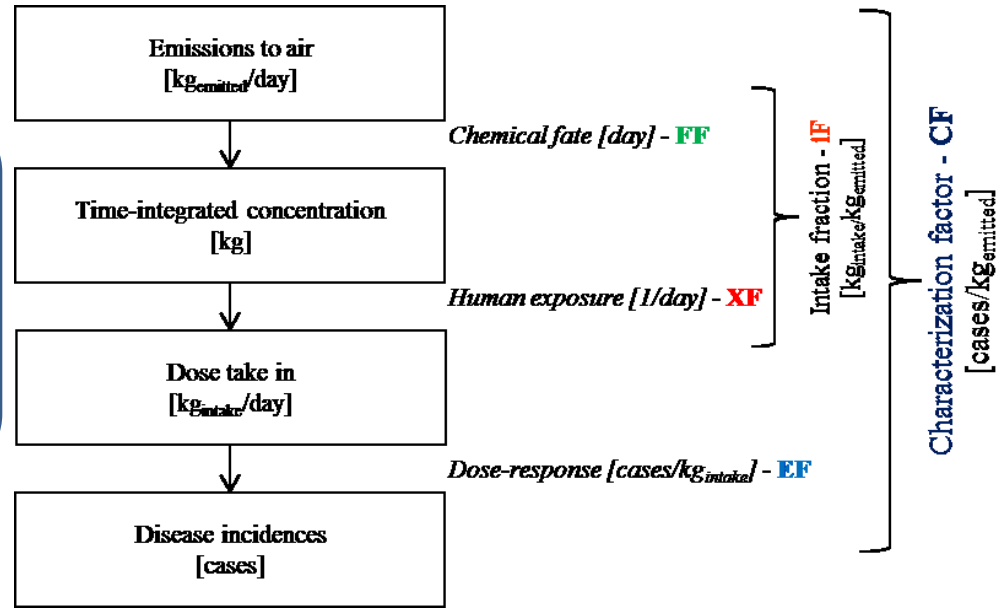 Emissions to air
[kgemitted/day]
Chemical fate [day] - FF
Time-integrated concentration
[kg]
Human exposure [1/day] - XF
Dose take in
[kgintake/day]
Dose-response [cases/kgintake] - EF
Disease incidences
[cases]
Intake fraction - iF
[kgintake/kgemitted]
Characterization factor - CF
[cases/kgemitted]